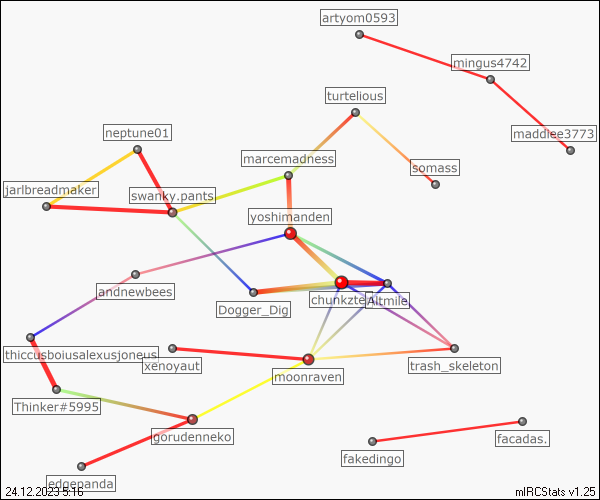 artyom0593
mingus4742
turtelious
neptune01
maddiee3773
marcemadness
somass
jarlbreadmaker
swanky.pants
yoshimanden
andnewbees
chunkzte
Altmile
Dogger_Dig
thiccusboiusalexusjoneus
xenoyaut
trash_skeleton
moonraven
Thinker#5995
gorudenneko
facadas.
fakedingo
edgepanda
24.12.2023 5:16
mIRCStats v1.25